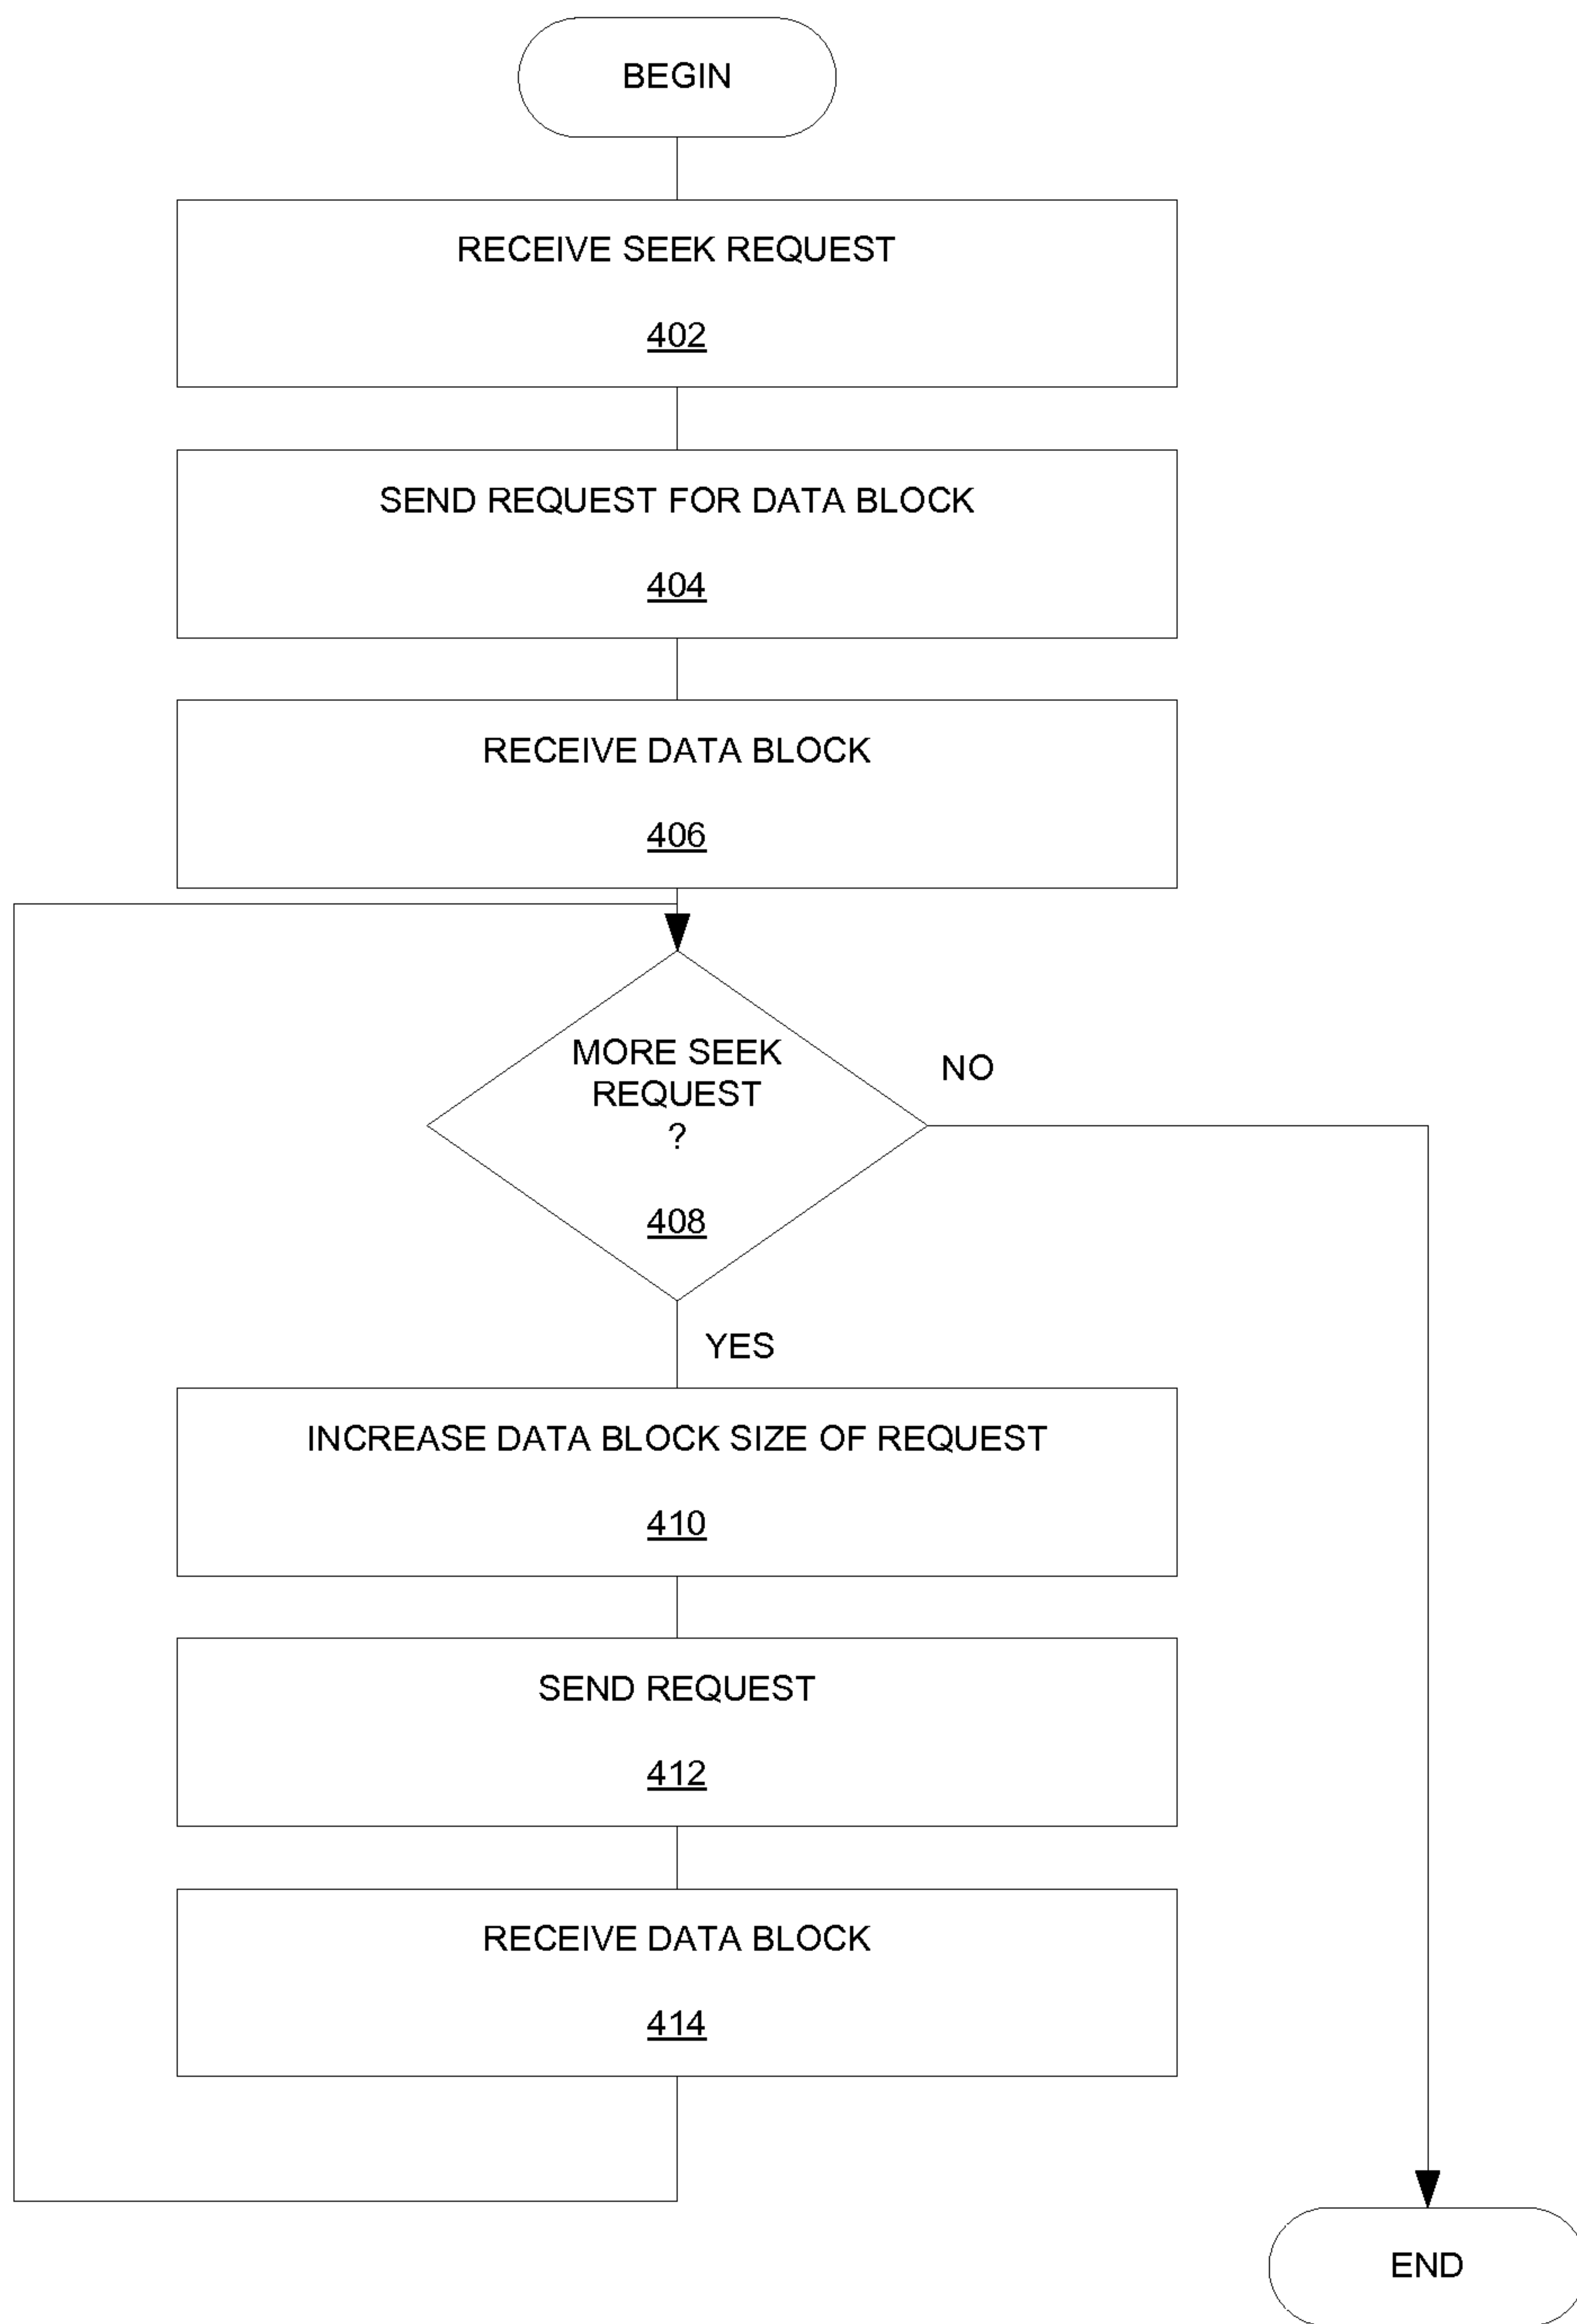 BEGIN
RECEIVE SEEK REQUEST
402
SEND REQUEST FOR DATA BLOCK
404
RECEIVE DATA BLOCK
406
MORE SEEK
REQUEST
?
408
NO
YES
INCREASE DATA BLOCK SIZE OF REQUEST
410
SEND REQUEST
412
RECEIVE DATA BLOCK
414
END